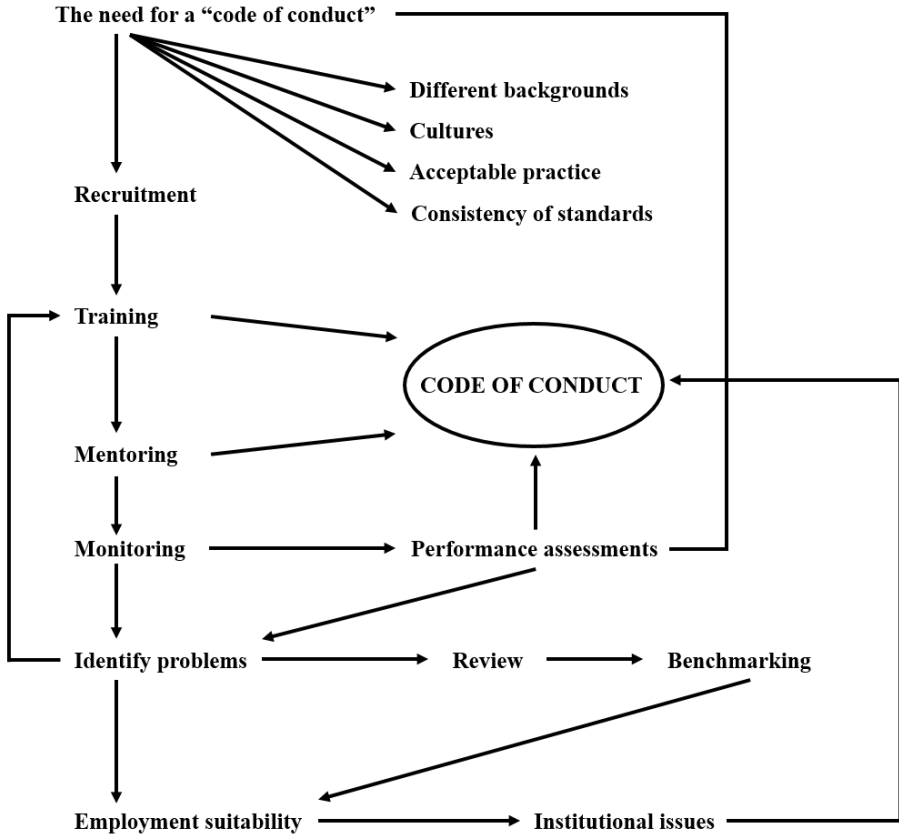 The need for a “code of conduct”
Different backgrounds
Cultures
Acceptable practice
Recruitment
Consistency of standards
Training
CODE OF CONDUCT
Mentoring
Monitoring
Performance assessments
Identify problems
Review
Benchmarking
Employment suitability
Institutional issues